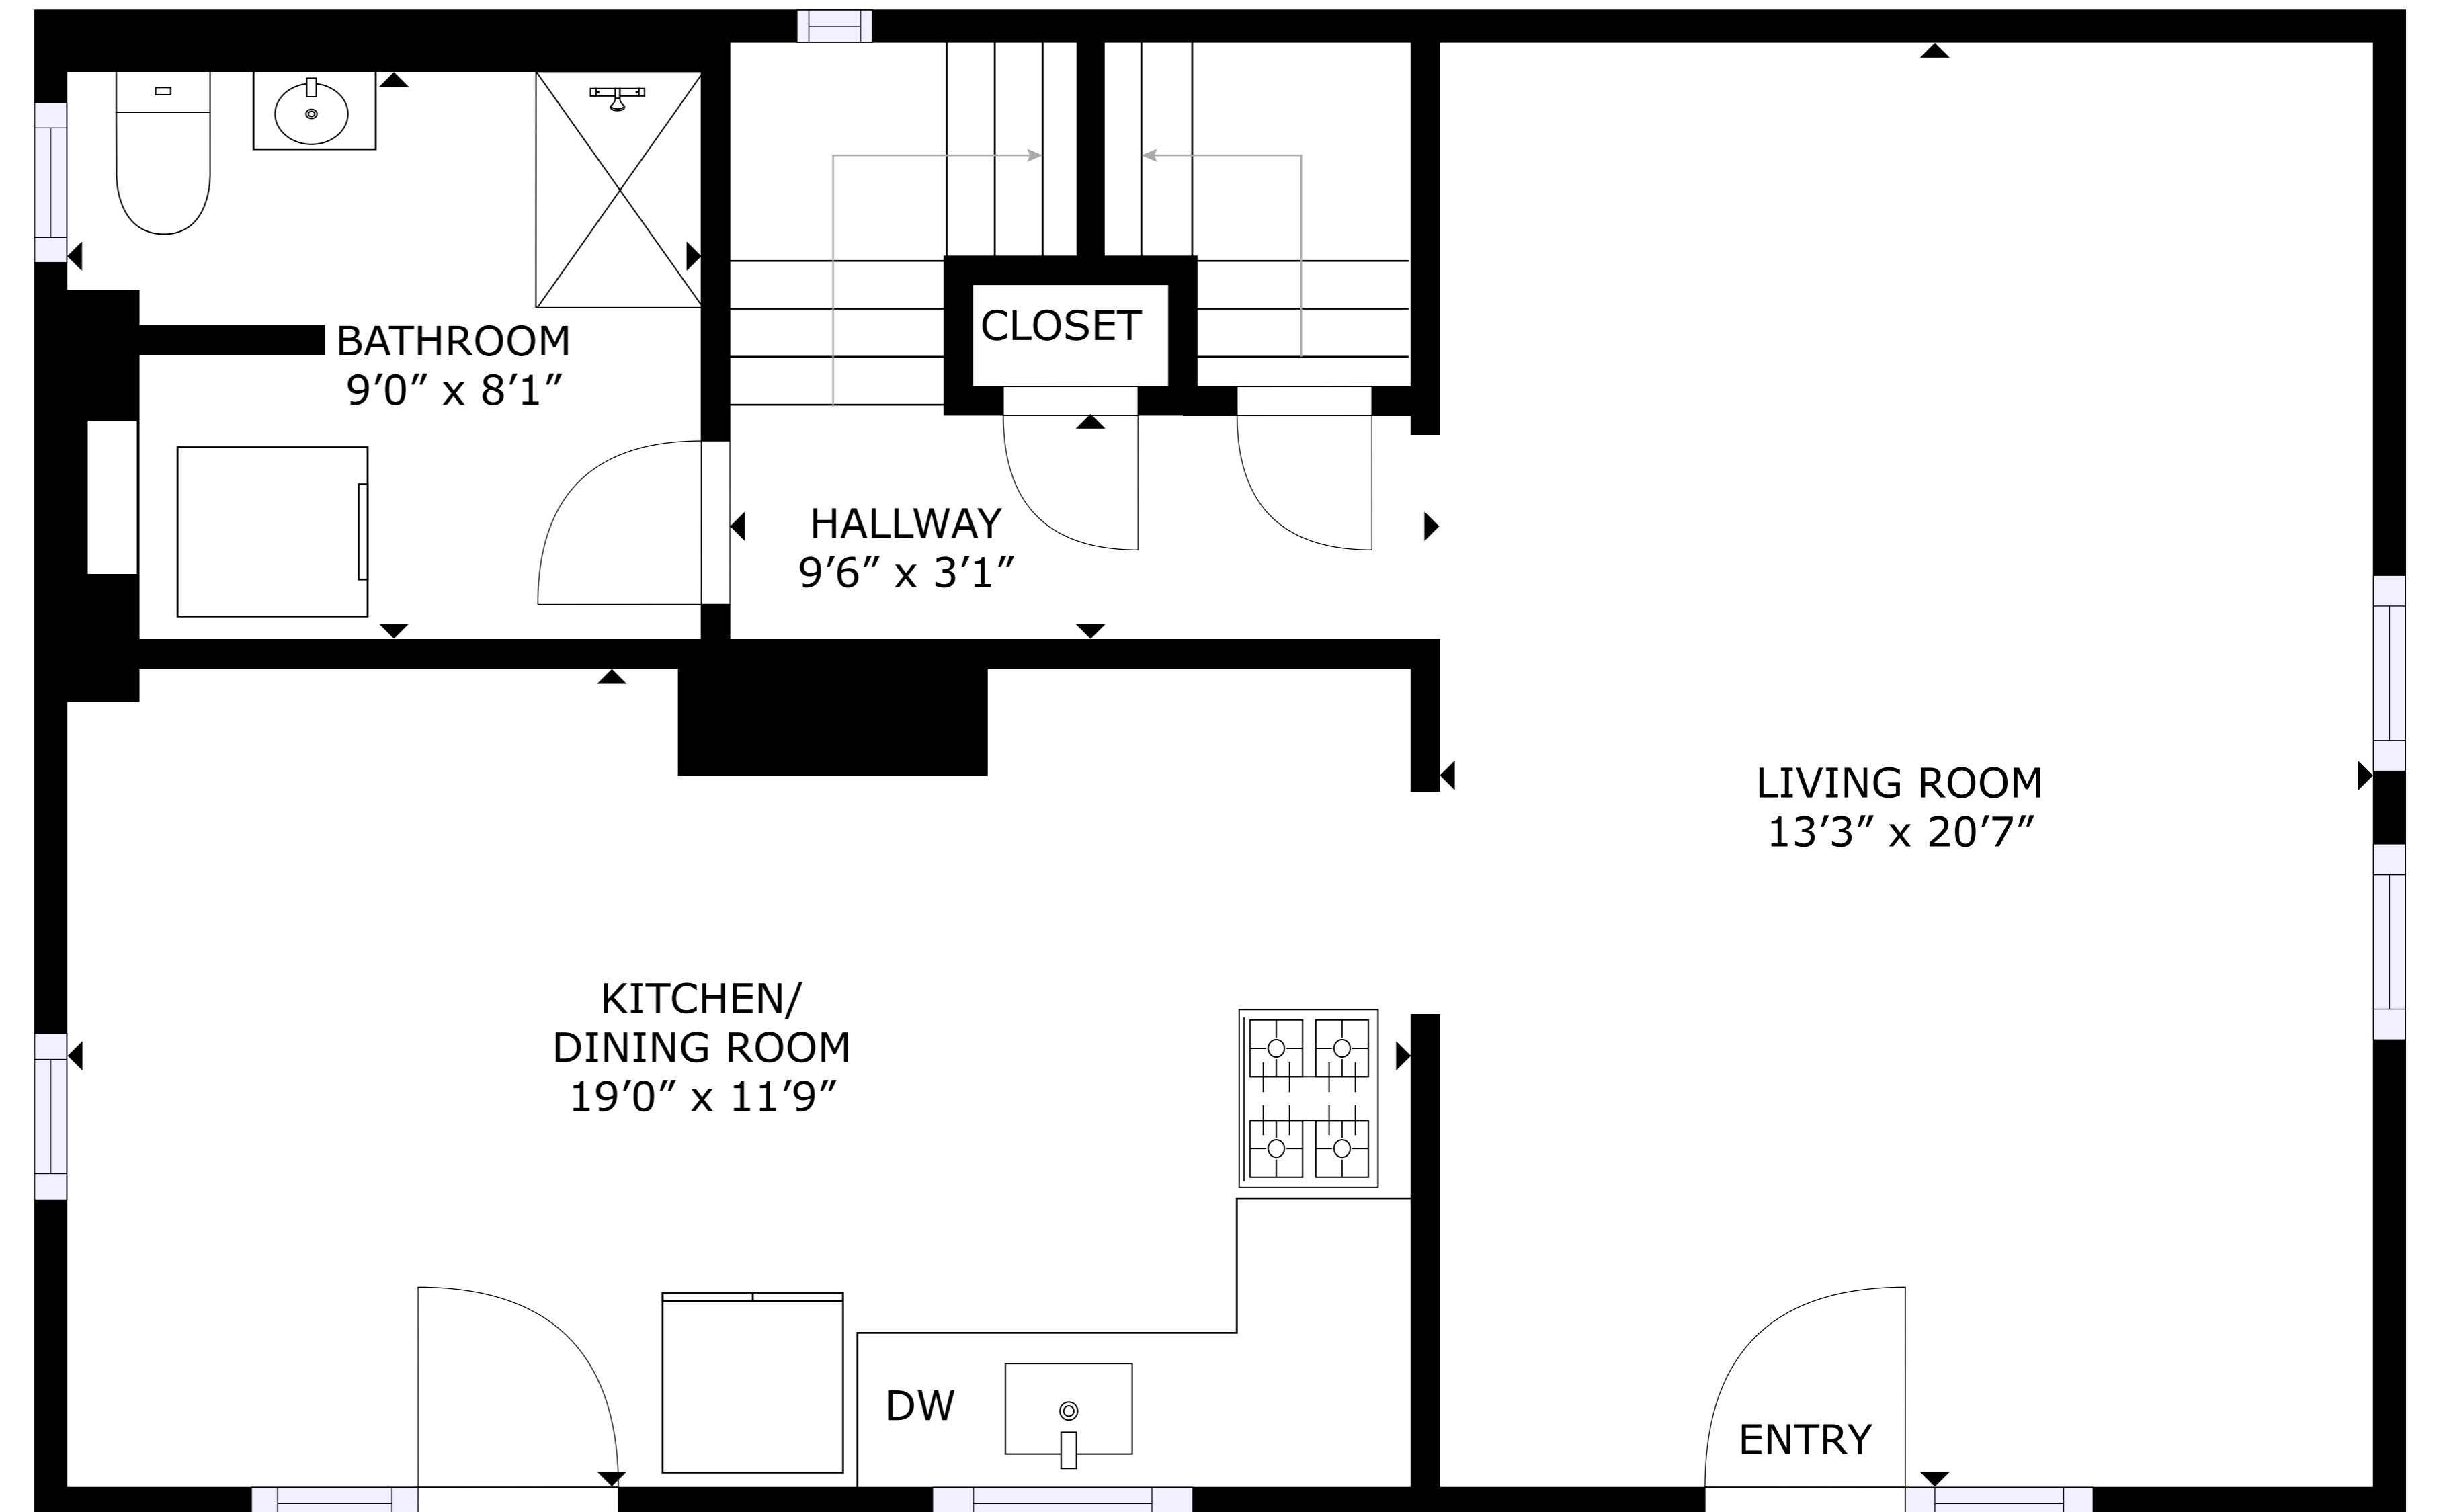 BATHROOM
9′0″ x 8′1″
CLOSET
HALLWAY
9′6″ x 3′1″
LIVING ROOM
13′3″ x 20′7″
KITCHEN/
DINING ROOM
19′0″ x 11′9″
DW
ENTRY